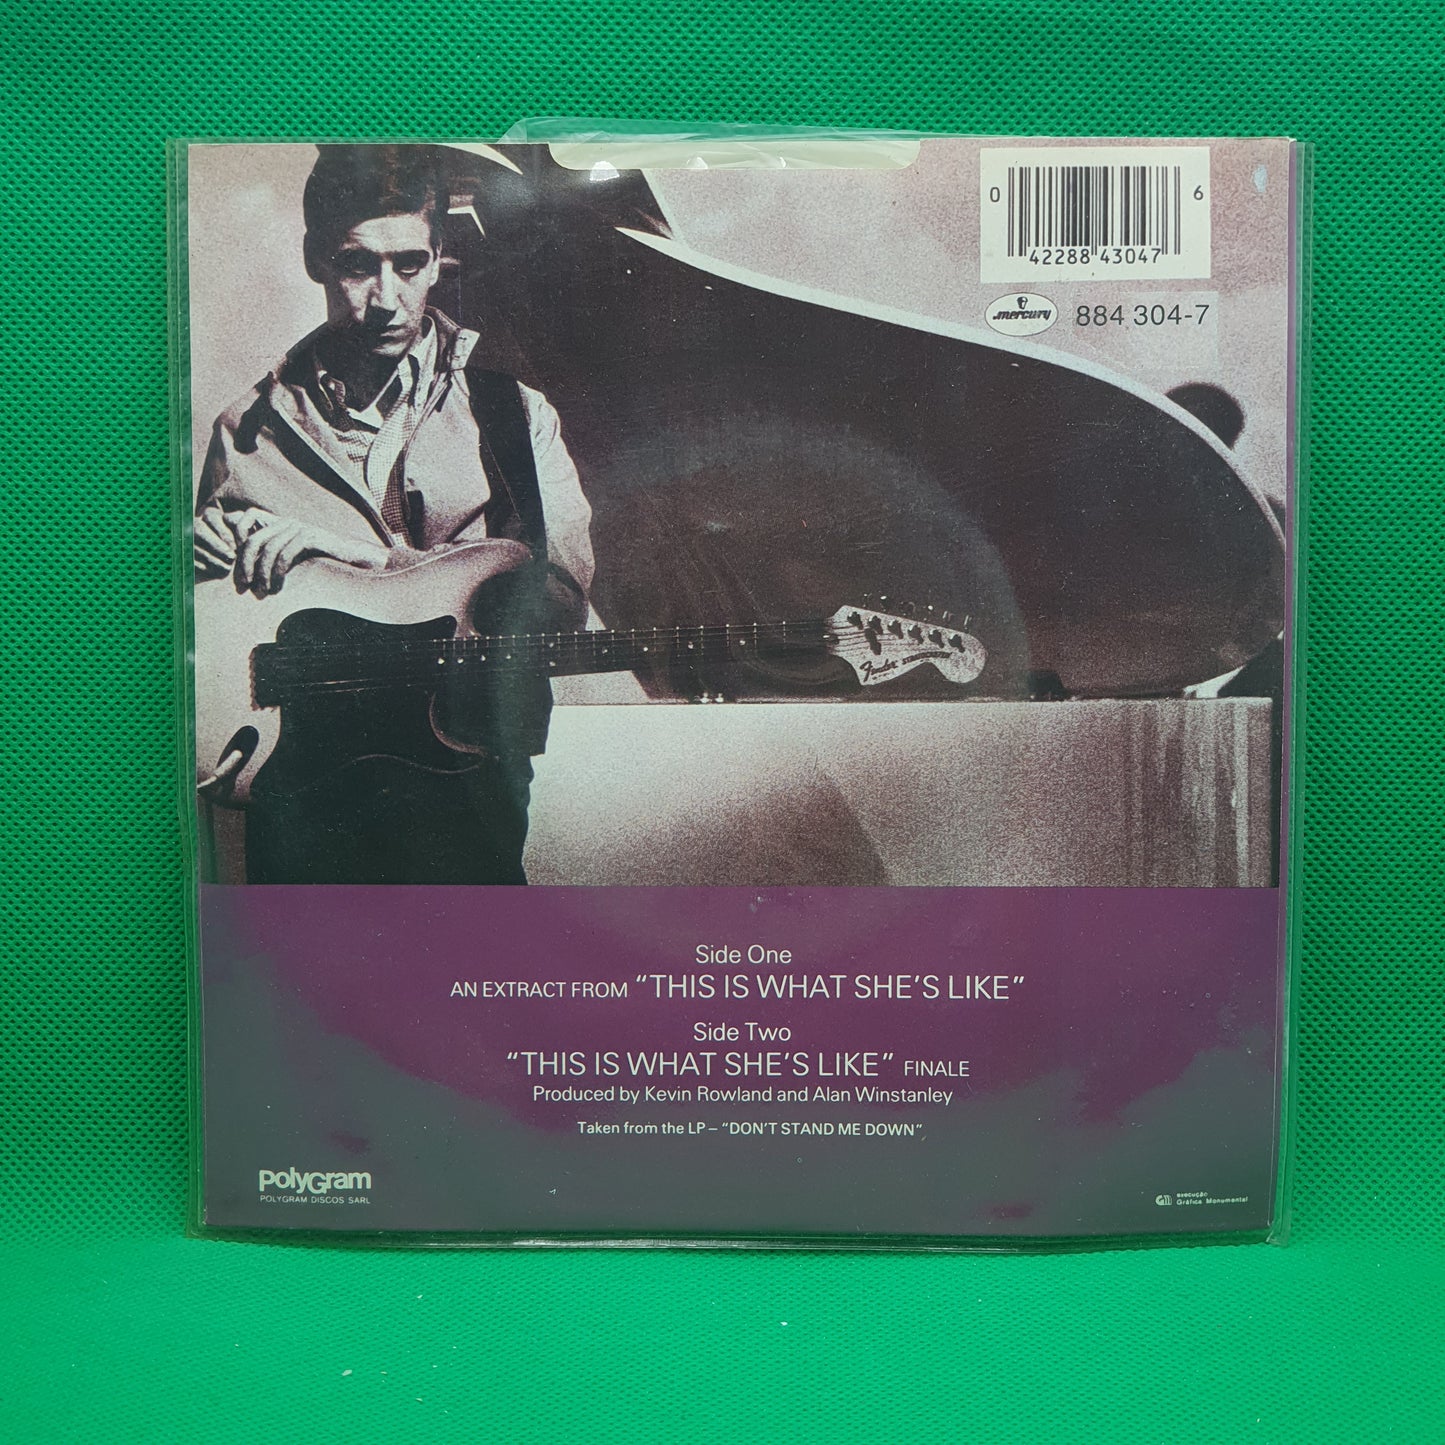 0 42288 43047 6
mercury 884 304-7
Fender STRATOCASTER
Side One
AN EXTRACT FROM “THIS IS WHAT SHE’S LIKE”
Side Two
“THIS IS WHAT SHE’S LIKE” FINALE
Produced by Kevin Rowland and Alan Winstanley
Taken from the LP – “DON’T STAND ME DOWN”
PolyGram
POLYGRAM DISCOS SARL
execução
Gráfica Monumental